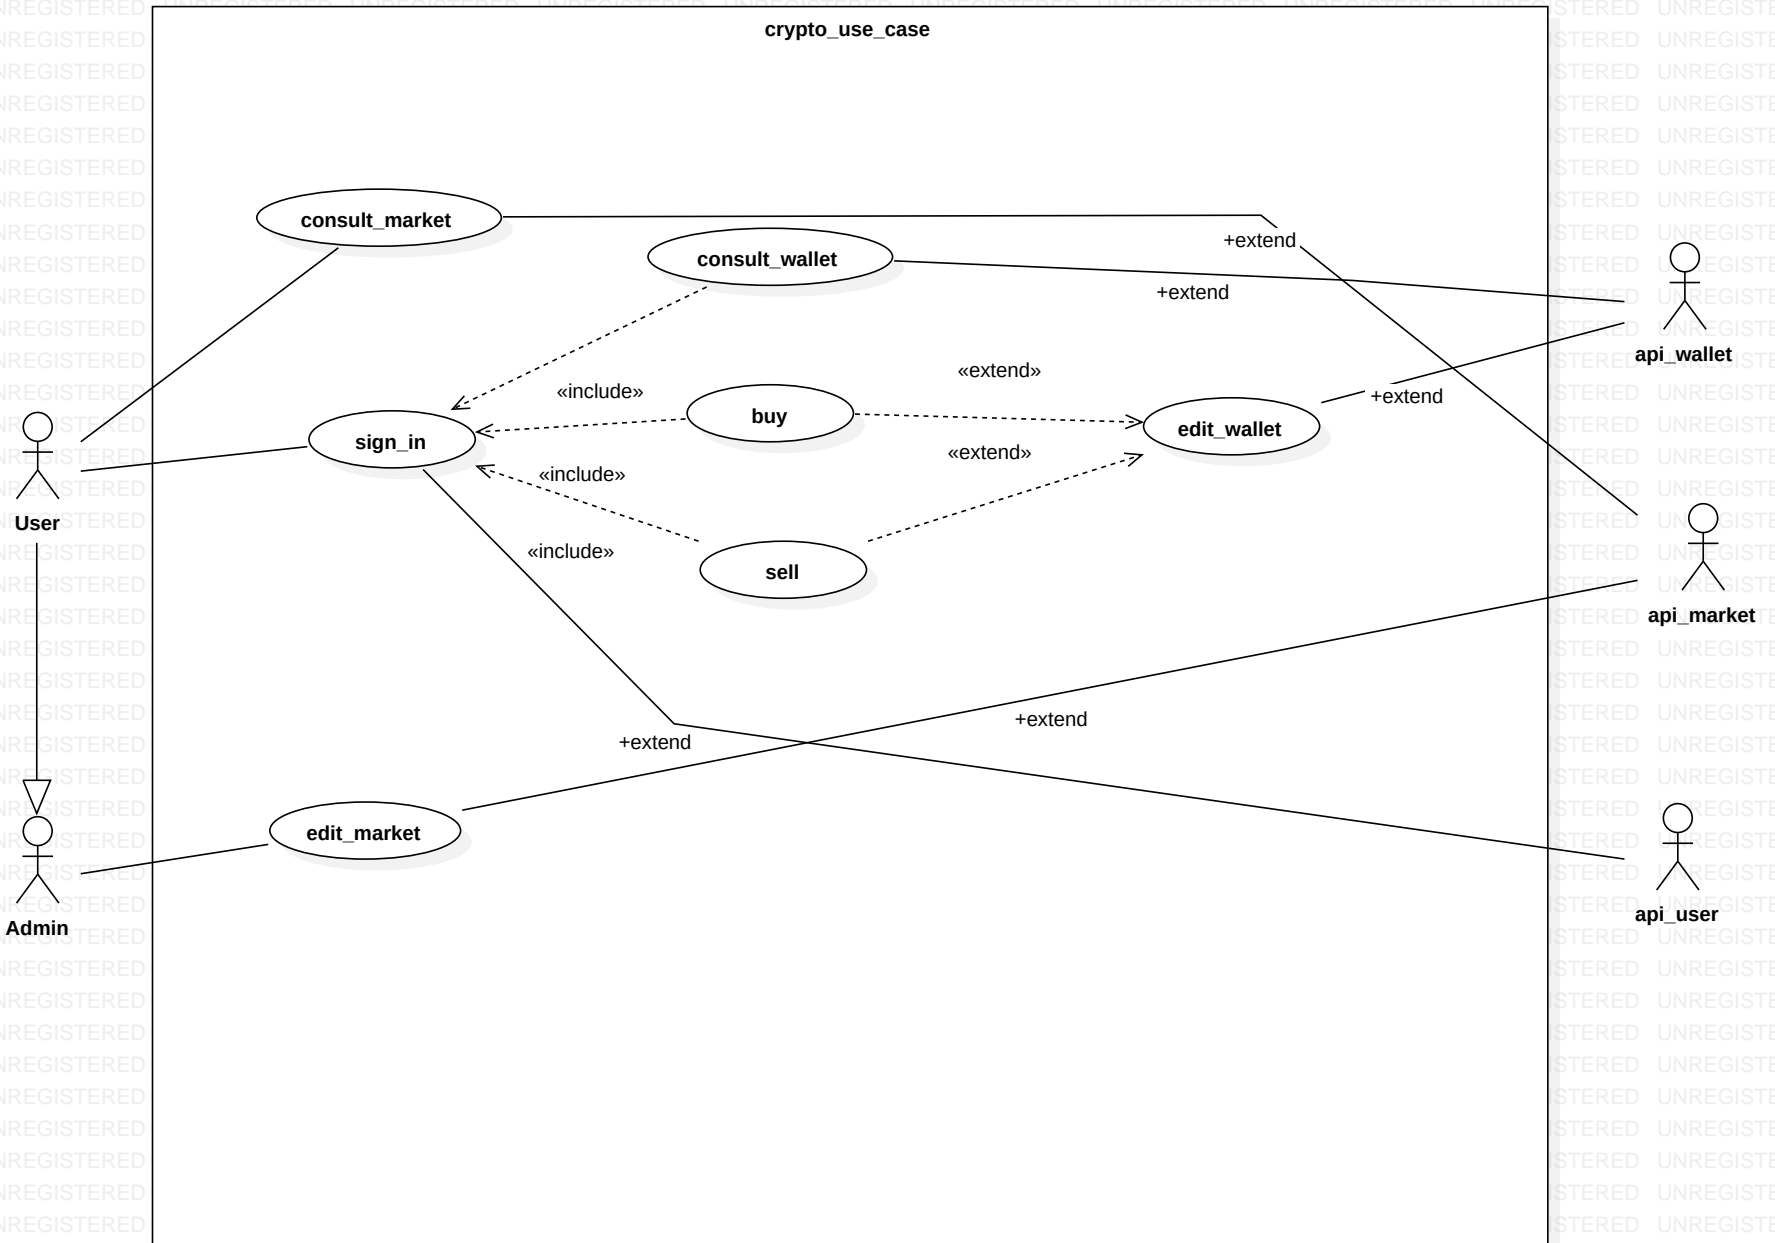 crypto_use_case
consult_market
+extend
consult_wallet
+extend
api_wallet
«extend»
«include»
+extend
buy
edit_wallet
sign_in
«extend»
«include»
User
«include»
sell
api_market
+extend
+extend
edit_market
api_user
Admin
UNREGISTERED